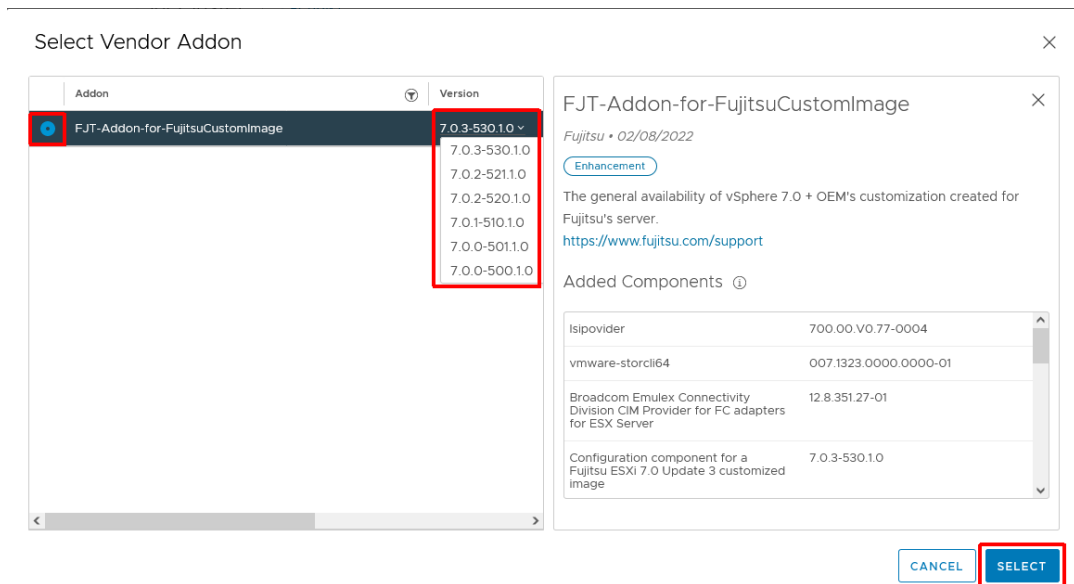 Select Vendor Addon
Addon
Version
FJT-Addon-for-FujitsuCustomImage
7.0.3-530.1.0
7.0.3-530.1.0
7.0.2-521.1.0
7.0.2-520.1.0
7.0.1-510.1.0
7.0.0-501.1.0
7.0.0-500.1.0
FJT-Addon-for-FujitsuCustomImage
Fujitsu • 02/08/2022
Enhancement
The general availability of vSphere 7.0 + OEM's customization created for
Fujitsu's server.
https://www.fujitsu.com/support
Added Components
lsiprovider 700.00.V0.77-0004
vmware-storcli64 007.1323.0000.0000-01
Broadcom Emulex Connectivity 12.8.351.27-01
Division CIM Provider for FC adapters
for ESX Server
Configuration component for a 7.0.3-530.1.0
Fujitsu ESXi 7.0 Update 3 customized
image
CANCEL
SELECT